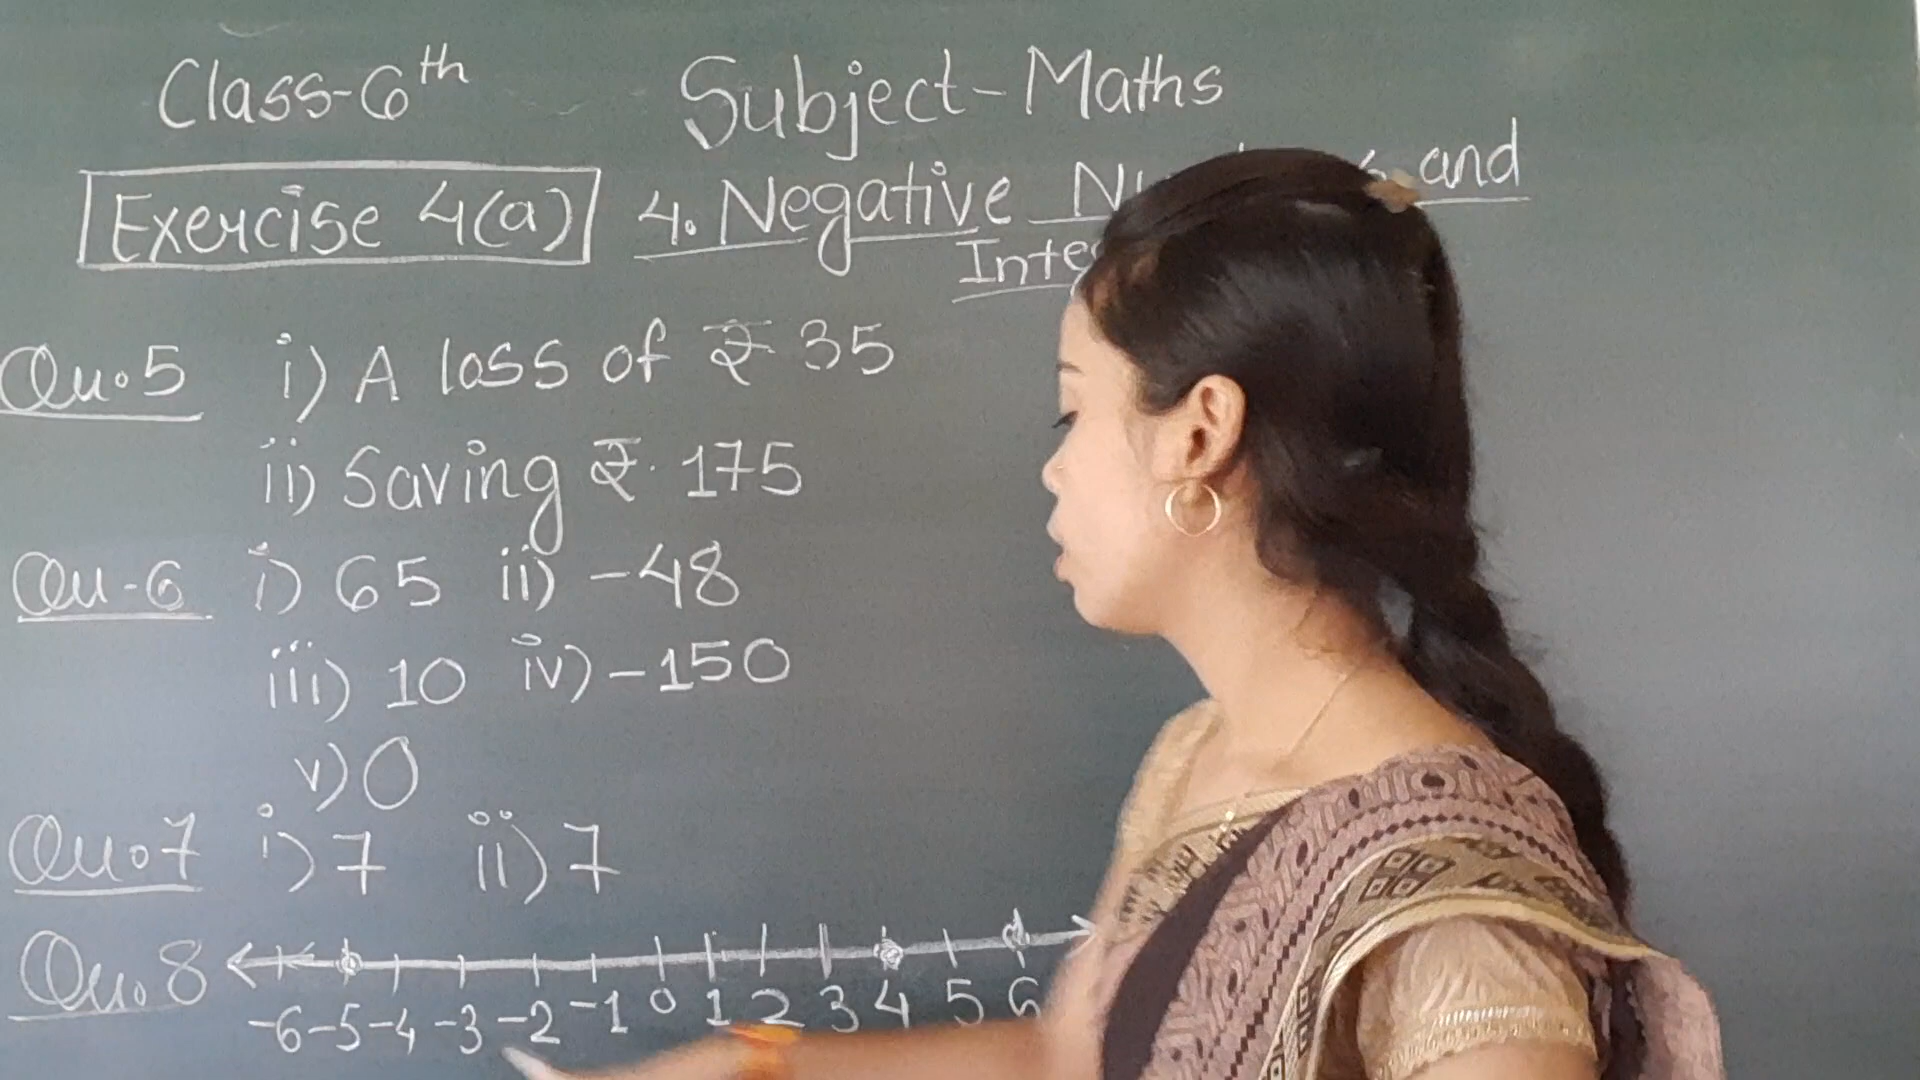 Class-6th Subject-Maths
Exercise 4(a) 4. Negative and
Qu.5 i) A loss of ₹ 35
ii) Saving ₹. 175
Qu-6 i) 65 ii) -48
iii) 10 iv) -150
v) 0
Qu.7 i) 7 ii) 7
Qu.8
-6 -5 -4 -3 -2 -1 0 1 2 3 4 5 6